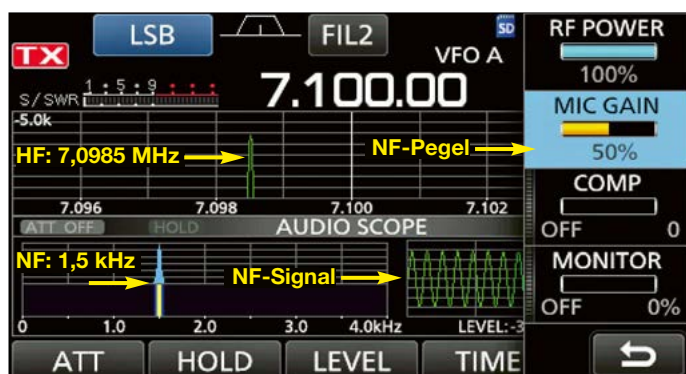 LSB
FIL2
SD
RF POWER
TX
VFO A
100%
S/SWR 1 5 9
7.100.00
MIC GAIN
-5.0k
50%
NF-Pegel
HF: 7,0985 MHz
COMP
7.096 7.098 7.100 7.102
OFF 0
ATT OFF HOLD AUDIO SCOPE
MONITOR
NF: 1,5 kHz
NF-Signal
OFF 0%
0 1.0 2.0 3.0 4.0kHz LEVEL:-3
ATT HOLD LEVEL TIME